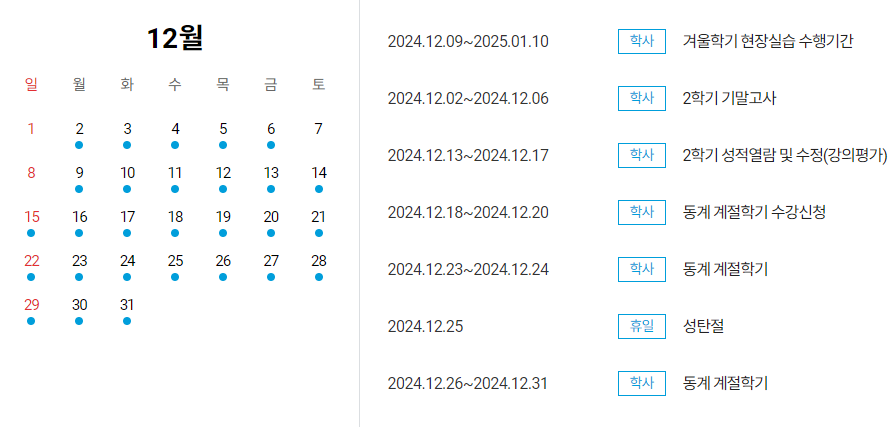 12월
일 월 화 수 목 금 토
1 2 3 4 5 6 7
8 9 10 11 12 13 14
15 16 17 18 19 20 21
22 23 24 25 26 27 28
29 30 31
2024.12.09~2025.01.10 학사 겨울학기 현장실습 수행기간
2024.12.02~2024.12.06 학사 2학기 기말고사
2024.12.13~2024.12.17 학사 2학기 성적열람 및 수정(강의평가)
2024.12.18~2024.12.20 학사 동계 계절학기 수강신청
2024.12.23~2024.12.24 학사 동계 계절학기
2024.12.25 휴일 성탄절
2024.12.26~2024.12.31 학사 동계 계절학기